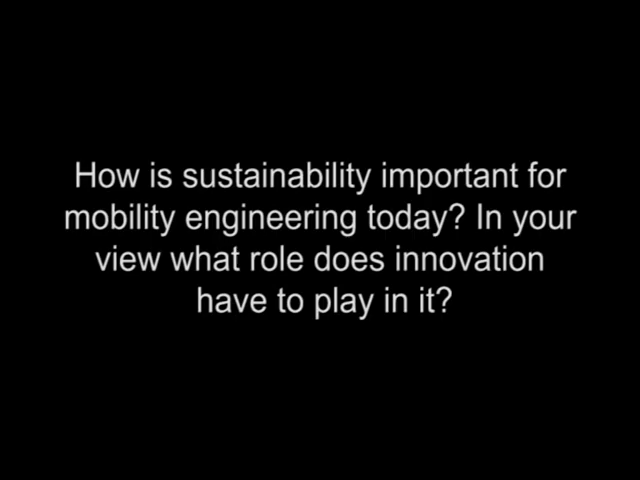 How is sustainability important for
mobility engineering today? In your
view what role does innovation
have to play in it?